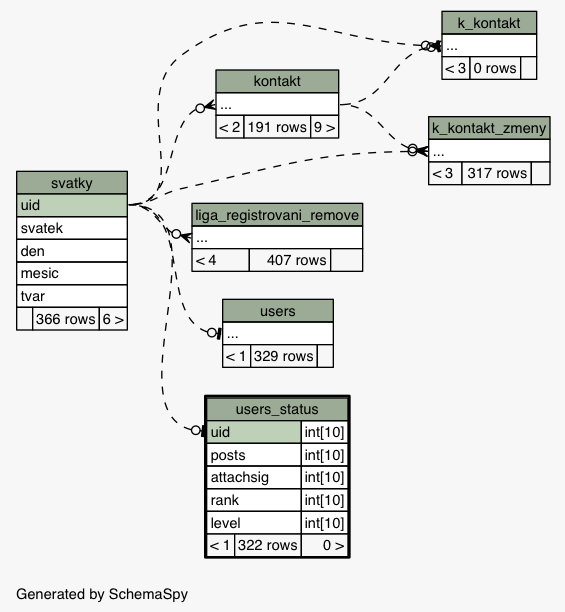 k_kontakt
...
< 3 0 rows
kontakt
...
< 2 191 rows 9 >
k_kontakt_zmeny
...
< 3 317 rows
svatky
uid
svatek
den
mesic
tvar
366 rows 6 >
liga_registrovani_remove
...
< 4 407 rows
users
...
< 1 329 rows
users_status
uid int[10]
posts int[10]
attachsig int[10]
rank int[10]
level int[10]
< 1 322 rows 0 >
Generated by SchemaSpy